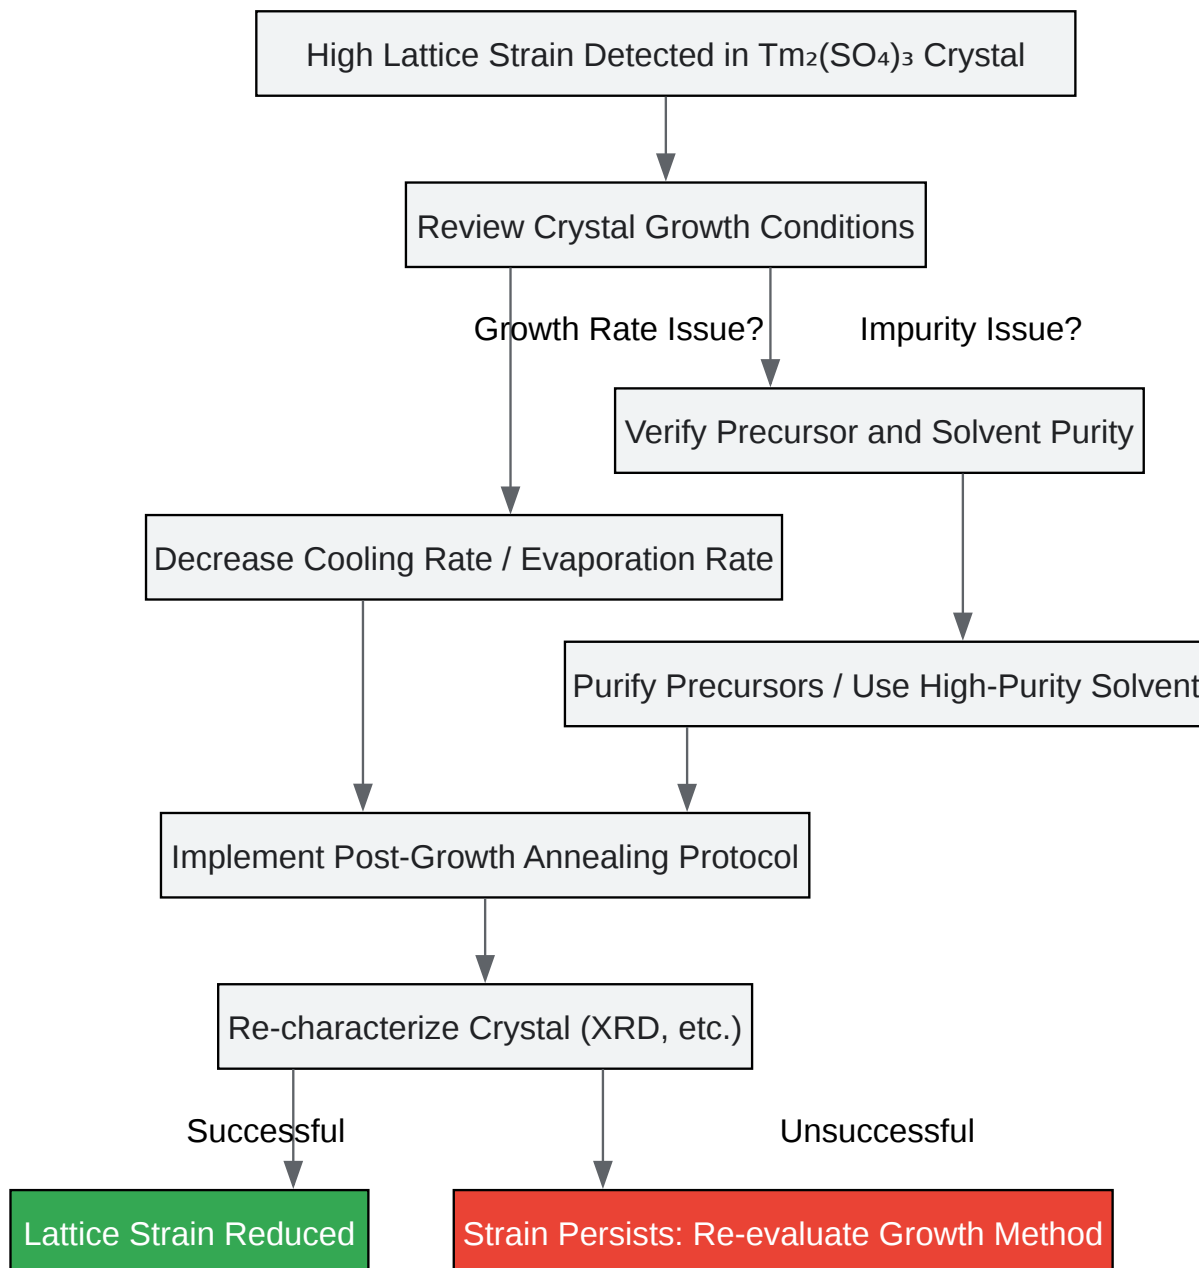 High Lattice Strain Detected in Tm₂(SO₄)₃ Crystal
Review Crystal Growth Conditions
Growth Rate Issue?
Impurity Issue?
Verify Precursor and Solvent Purity
Decrease Cooling Rate / Evaporation Rate
Purify Precursors / Use High-Purity Solvent
Implement Post-Growth Annealing Protocol
Re-characterize Crystal (XRD, etc.)
Successful
Unsuccessful
Lattice Strain Reduced
Strain Persists: Re-evaluate Growth Method